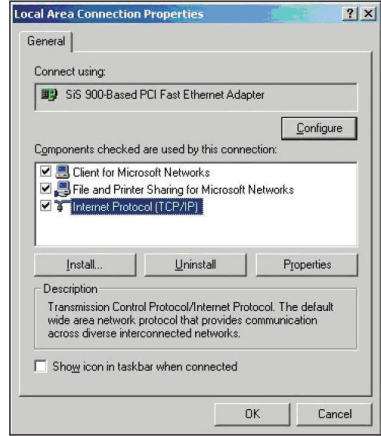 Local Area Connection Properties
General
Connect using:
SiS 900-Based PCI Fast Ethernet Adapter
Configure
Components checked are used by this connection:
Client for Microsoft Networks
File and Printer Sharing for Microsoft Networks
Internet Protocol (TCP/IP)
Install... Uninstall Properties
Description
Transmission Control Protocol/Internet Protocol. The default
wide area network protocol that provides communication
across diverse interconnected networks.
Show icon in taskbar when connected
OK Cancel